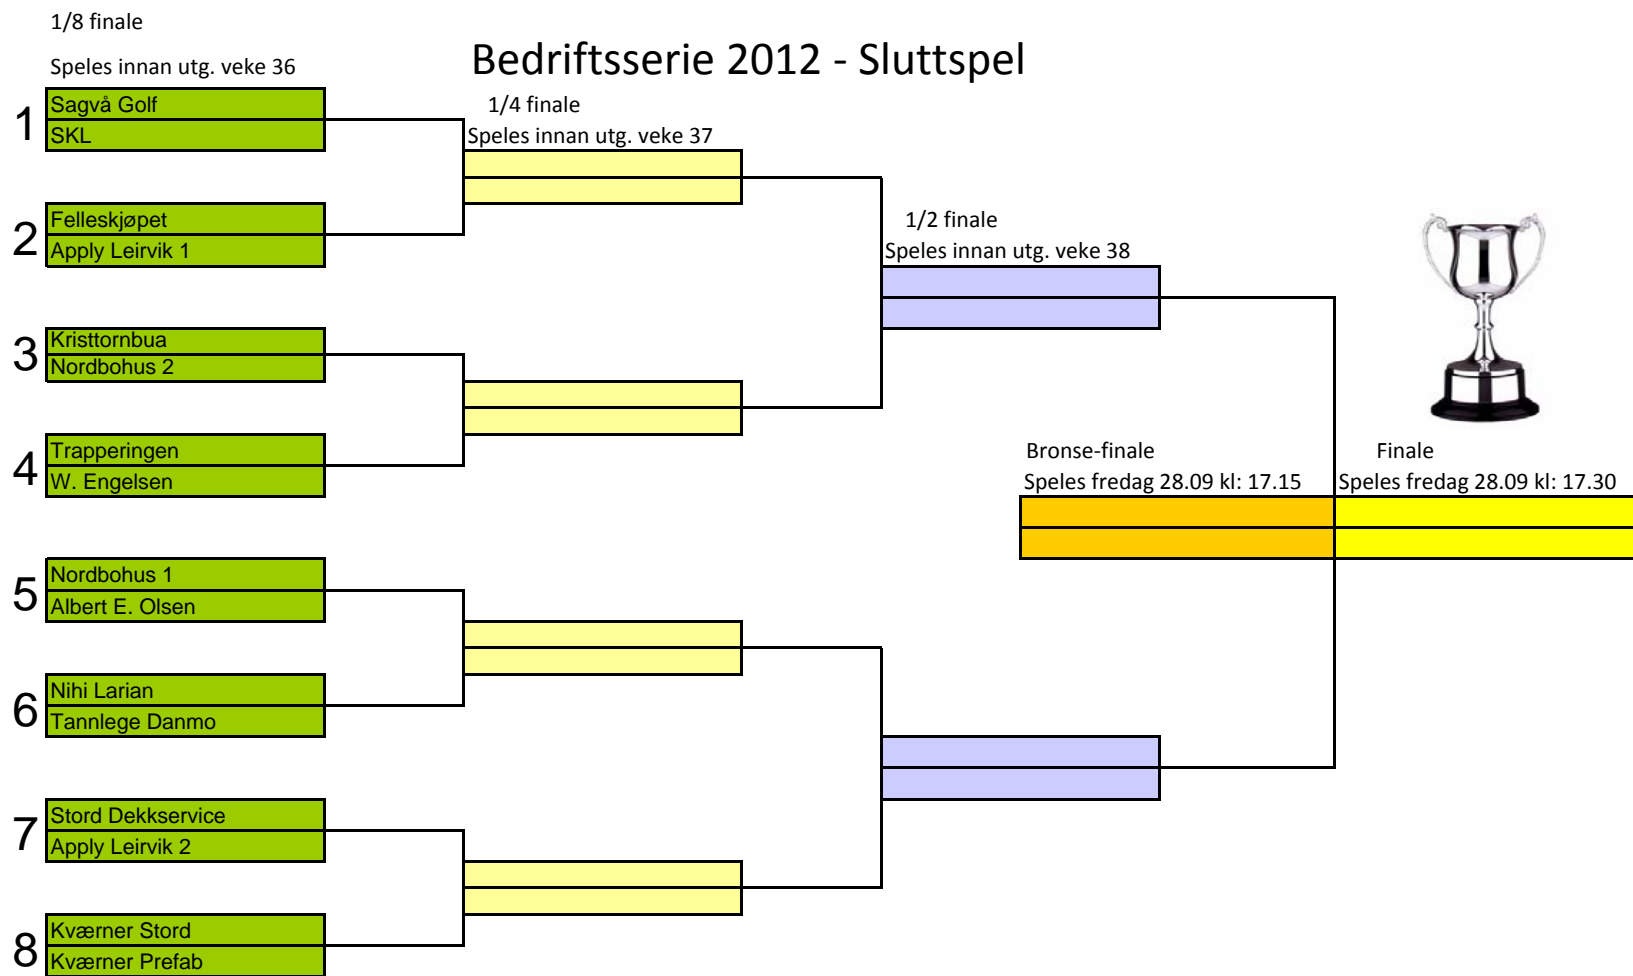 1/8 finale
Speles innan utg. veke 36
Bedriftsserie 2012 - Sluttspel
1/4 finale
Speles innan utg. veke 37
1/2 finale
Speles innan utg. veke 38
Bronse-finale
Speles fredag 28.09 kl: 17.15
Finale
Speles fredag 28.09 kl: 17.30
1
Sagvå Golf
SKL
2
Felleskjøpet
Apply Leirvik 1
3
Kristtornbua
Nordbohus 2
4
Trapperingen
W. Engelsen
5
Nordbohus 1
Albert E. Olsen
6
Nihi Larian
Tannlege Danmo
7
Stord Dekkservice
Apply Leirvik 2
8
Kværner Stord
Kværner Prefab